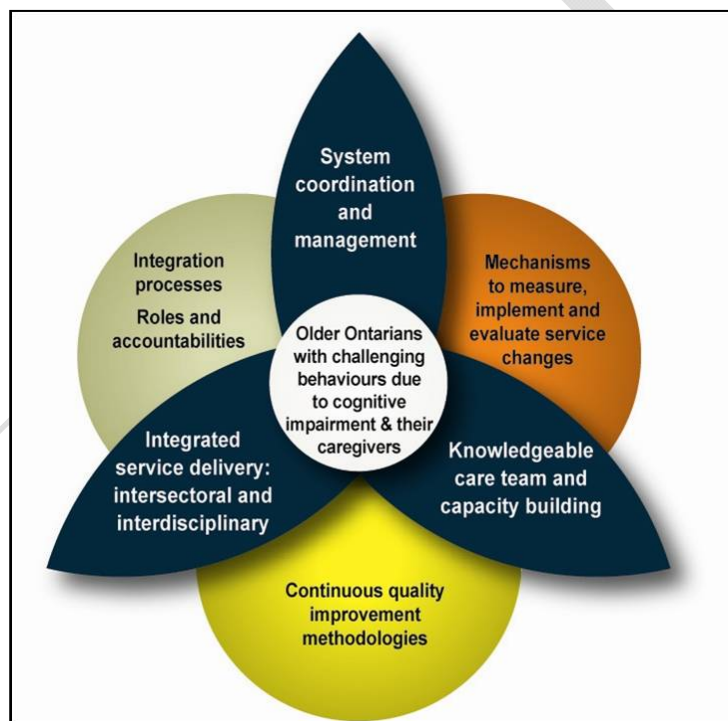 System
coordination
and
management
Integration
processes
Roles and
accountabilities
Mechanisms
to measure,
implement and
evaluate service
changes
Older Ontarians
with challenging
behaviours due
to cognitive
impairment & their
caregivers
Integrated
service delivery:
intersectoral and
interdisciplinary
Knowledgeable
care team and
capacity building
Continuous quality
improvement
methodologies